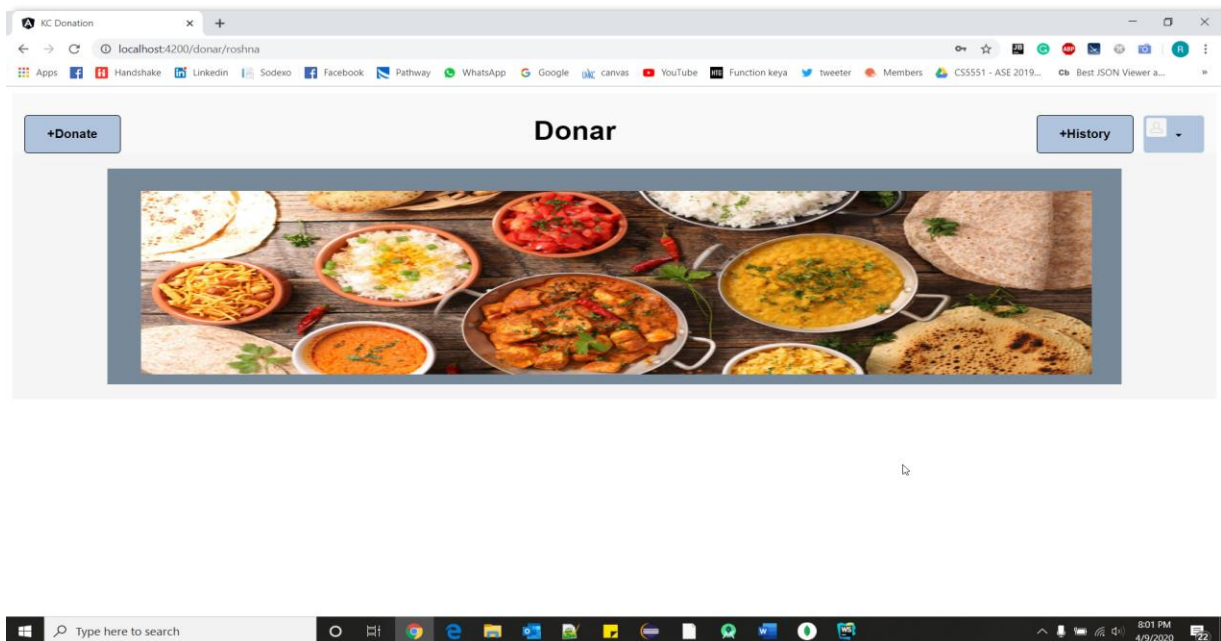 KC Donation
localhost:4200/donar/roshna
Apps Handshake Linkedin Sodexo Facebook Pathway WhatsApp Google canvas YouTube Function keya tweeter Members CS5551 - ASE 2019... Cb Best JSON Viewer a... »
+Donate Donar +History
Type here to search
8:01 PM
4/9/2020
22